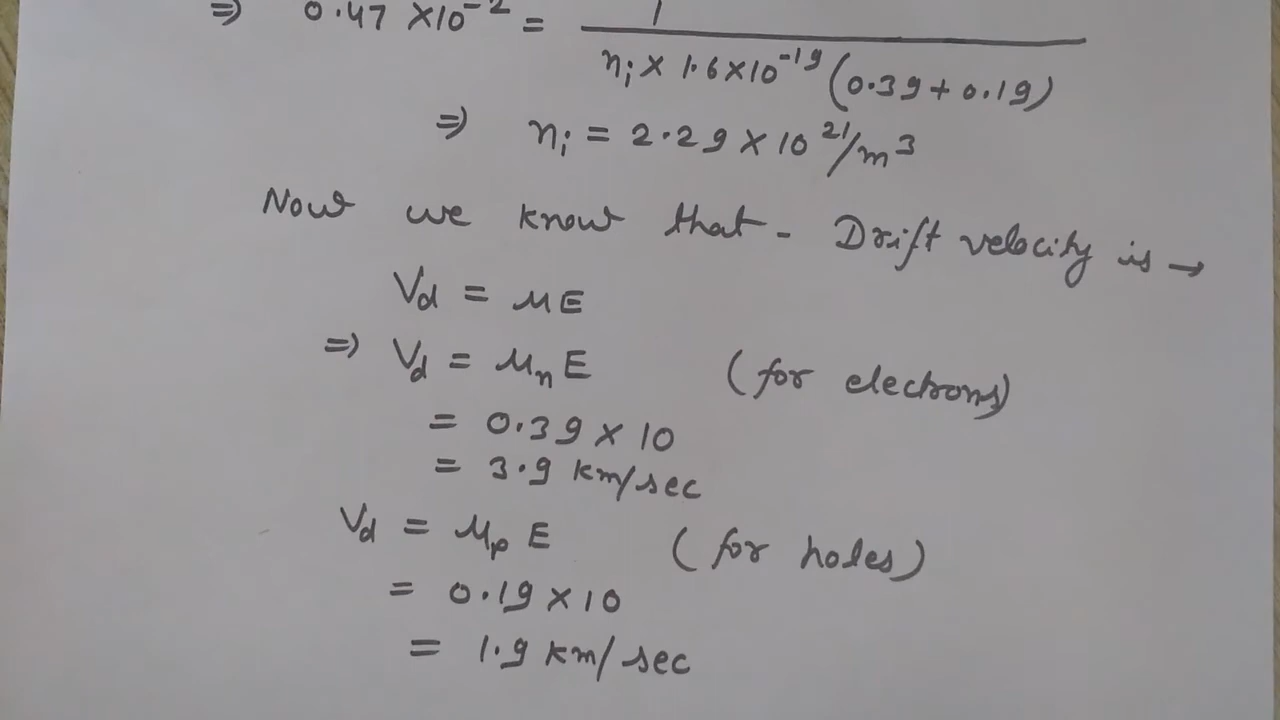 ⇒ 0.47 ×10⁻² = 1 / nᵢ × 1.6×10⁻¹⁹ (0.39 + 0.19)
⇒ nᵢ = 2.29 × 10²¹/m³
Now we know that - Drift velocity is →
Vd = μE
⇒ Vd = μₙ E (for electrons)
= 0.39 × 10
= 3.9 km/sec
Vd = μₚ E (for holes)
= 0.19 × 10
= 1.9 km/sec